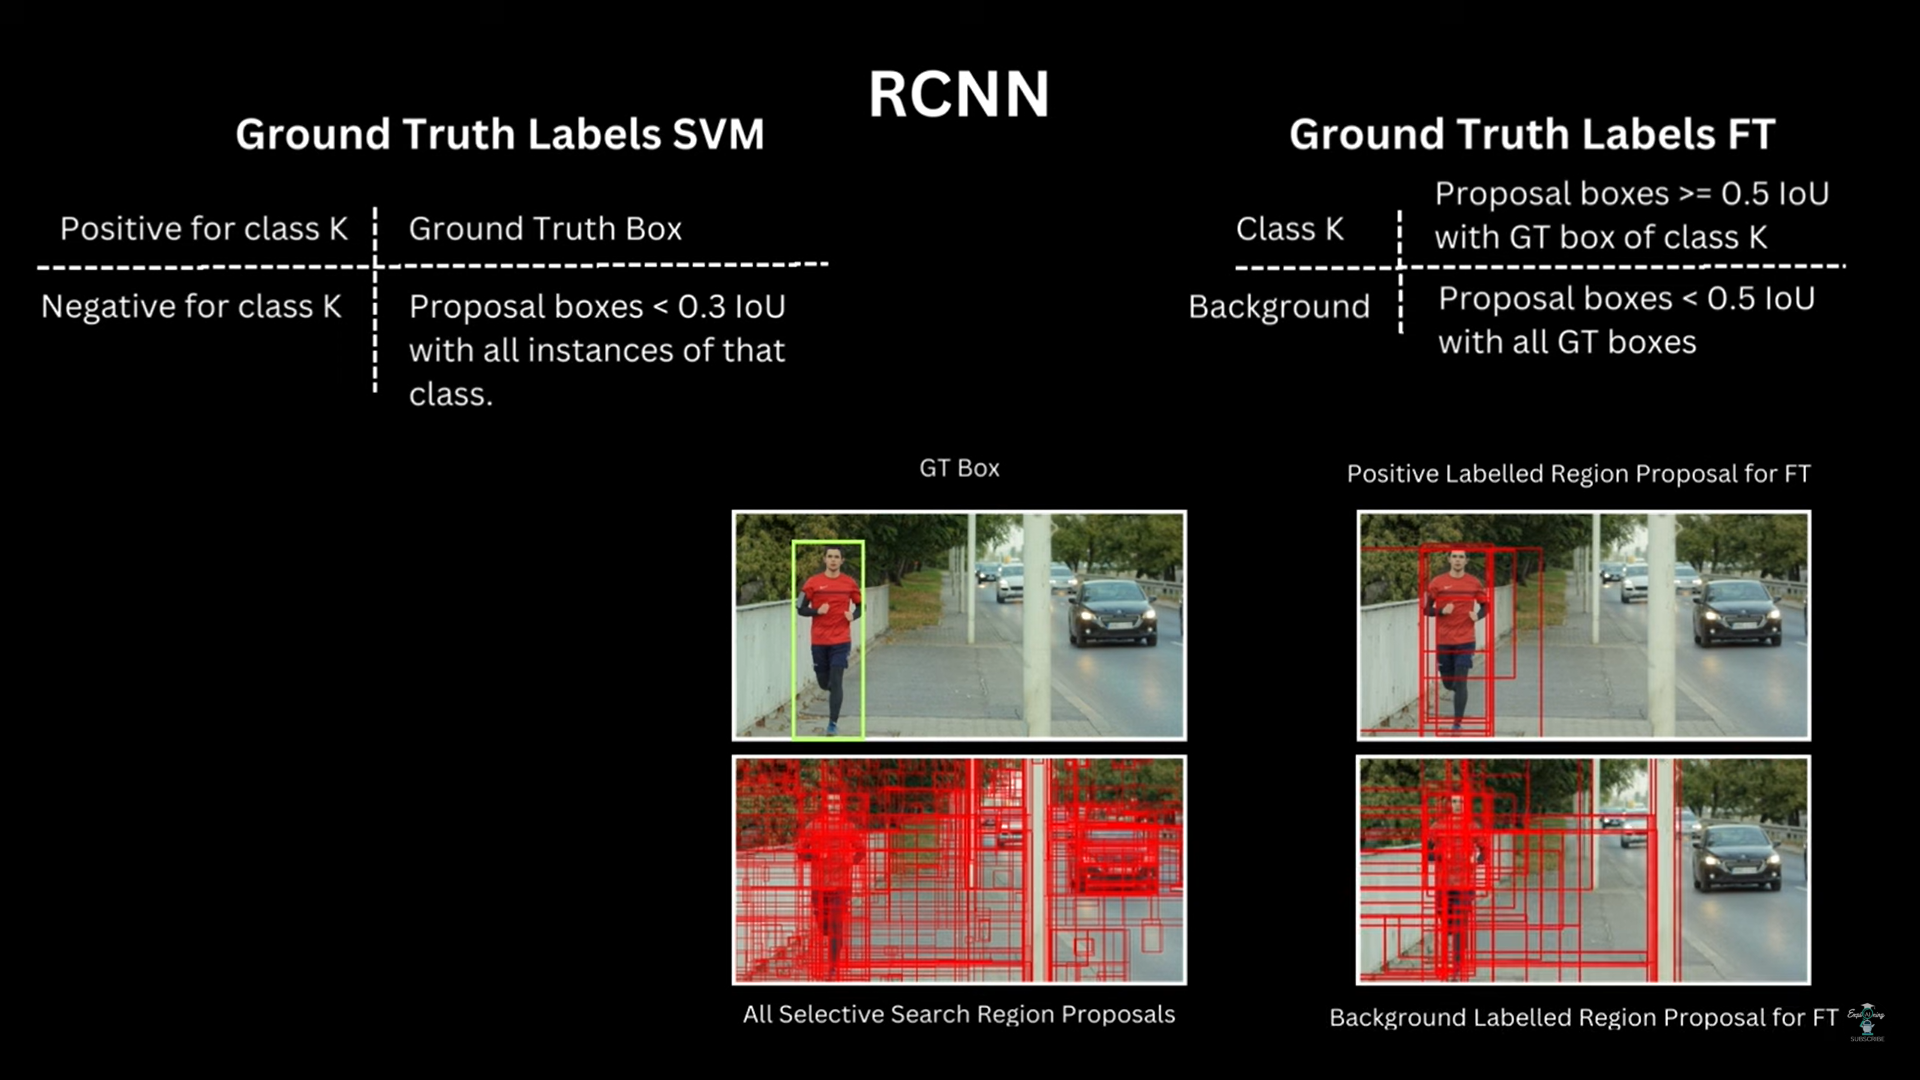 RCNN
Ground Truth Labels SVM
Positive for class K
Ground Truth Box
Negative for class K
Proposal boxes < 0.3 IoU
with all instances of that
class.
Ground Truth Labels FT
Class K
Proposal boxes >= 0.5 IoU
with GT box of class K
Background
Proposal boxes < 0.5 IoU
with all GT boxes
GT Box
Positive Labelled Region Proposal for FT
All Selective Search Region Proposals
Background Labelled Region Proposal for FT
SUBSCRIBE